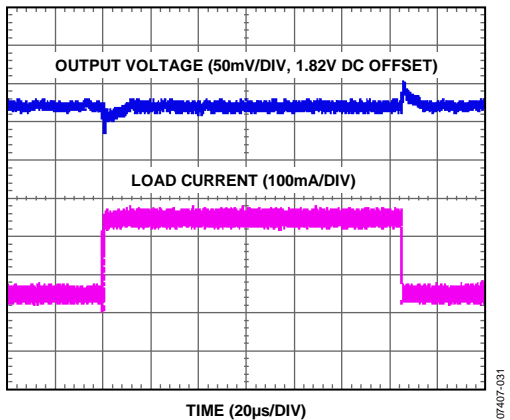 OUTPUT VOLTAGE (50mV/DIV, 1.82V DC OFFSET)
LOAD CURRENT (100mA/DIV)
TIME (20µs/DIV)
07407-031